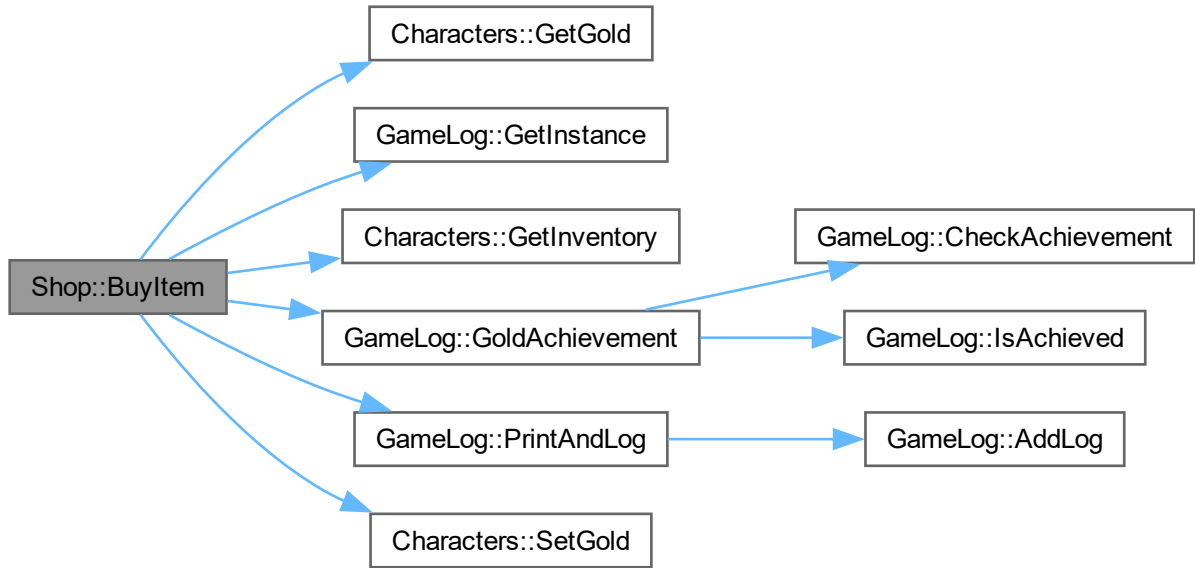 Characters::GetGold
GameLog::GetInstance
Characters::GetInventory
GameLog::CheckAchievement
Shop::BuyItem
GameLog::GoldAchievement
GameLog::IsAchieved
GameLog::PrintAndLog
GameLog::AddLog
Characters::SetGold